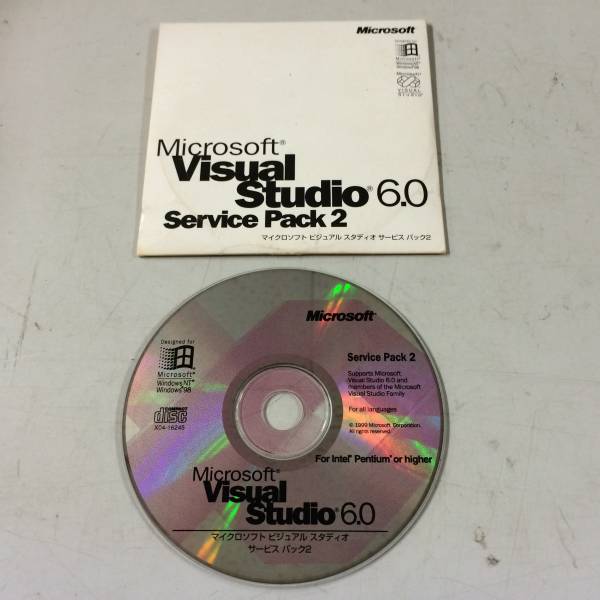 Microsoft
Microsoft
Windows NT
Windows 98
Microsoft
VISUAL
STUDIO
Microsoft®
Visual
Studio® 6.0
Service Pack 2
マイクロソフト ビジュアル スタディオ サービス パック2
Microsoft
Designed for
Microsoft®
Windows NT®
Windows 98
COMPACT
disc
X04-16245
Service Pack 2
Supports Microsoft
Visual Studio 6.0 and
members of the Microsoft
Visual Studio Family
For all languages
© 1999 Microsoft Corporation.
All rights reserved.
For Intel® Pentium® or higher
Microsoft®
Visual
Studio® 6.0
マイクロソフト ビジュアル スタディオ
サービス パック2